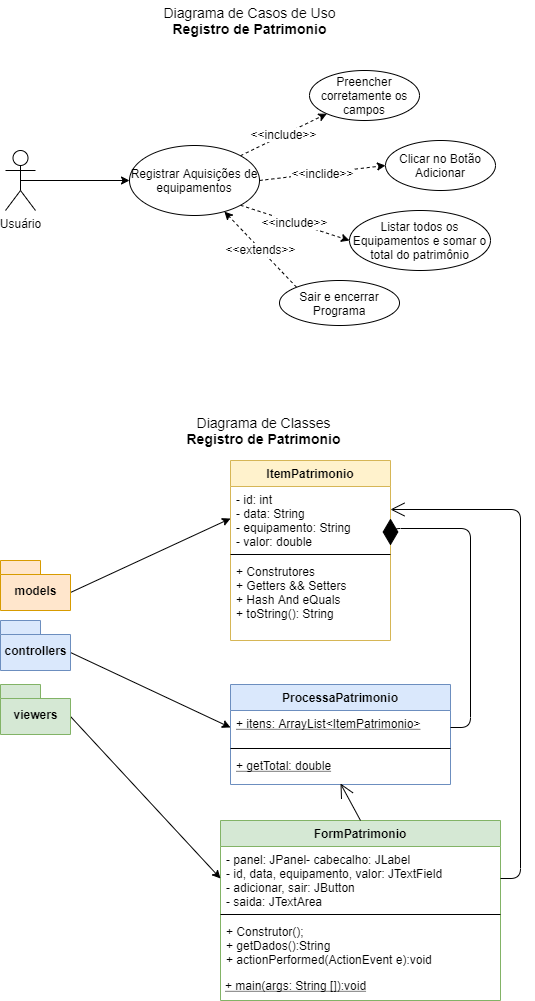 Diagrama de Casos de Uso
Registro de Patrimonio
Preencher
corretamente os
campos
<<include>>
Clicar no Botão
Adicionar
Registrar Aquisições de
equipamentos
<<inclide>>
Usuário
<<include>>
Listar todos os
Equipamentos e somar o
total do patrimônio
<<extends>>
Sair e encerrar
Programa
Diagrama de Classes
Registro de Patrimonio
ItemPatrimonio
- id: int
- data: String
- equipamento: String
- valor: double
+ Construtores
+ Getters && Setters
+ Hash And eQuals
+ toString(): String
models
controllers
viewers
ProcessaPatrimonio
+ itens: ArrayList<ItemPatrimonio>
+ getTotal: double
FormPatrimonio
- panel: JPanel- cabecalho: JLabel
- id, data, equipamento, valor: JTextField
- adicionar, sair: JButton
- saida: JTextArea
+ Construtor();
+ getDados():String
+ actionPerformed(ActionEvent e):void
+ main(args: String []):void